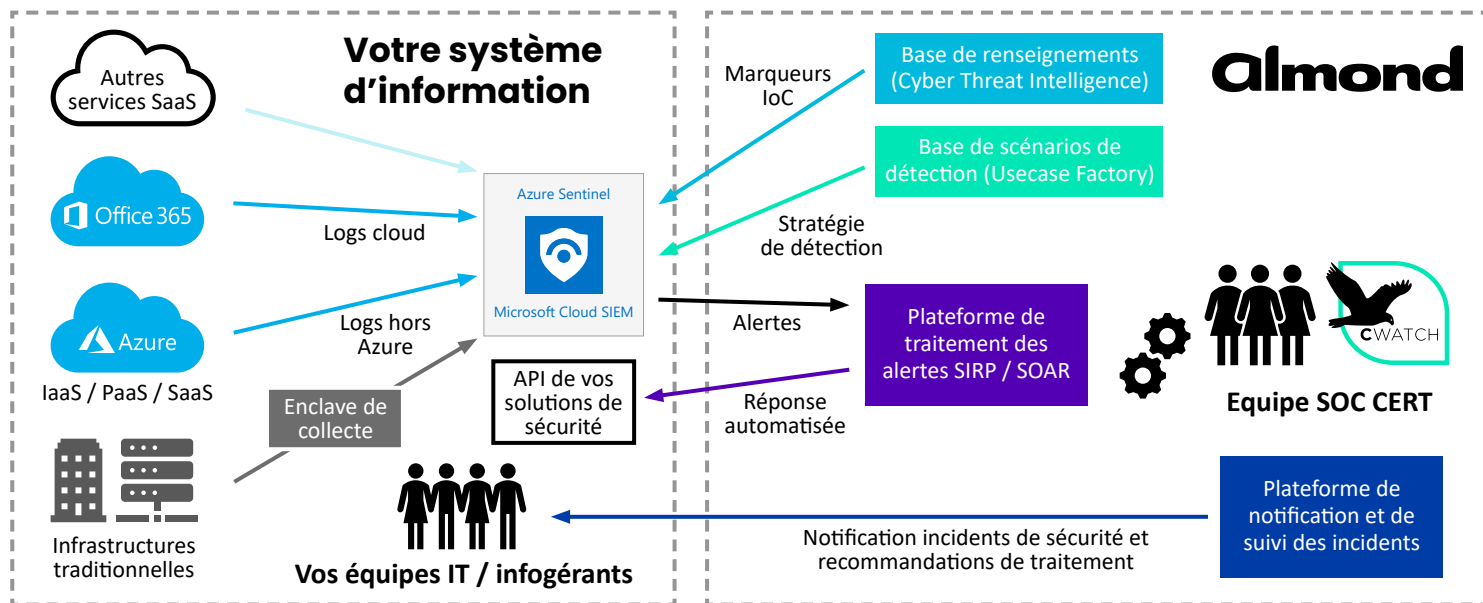 Votre système
d'information
Autres
services SaaS
Office 365
Azure
IaaS / PaaS / SaaS
Infrastructures
traditionnelles
Logs cloud
Logs hors
Azure
Enclave de
collecte
Azure Sentinel
Microsoft Cloud SIEM
API de vos
solutions de
sécurité
Vos équipes IT / infogérants
almond
Marqueurs
IoC
Base de renseignements
(Cyber Threat Intelligence)
Base de scénarios de
détection (Usecase Factory)
Stratégie
de détection
Alertes
Plateforme de
traitement des
alertes SIRP / SOAR
Réponse
automatisée
CWATCH
Equipe SOC CERT
Plateforme de
notification et de
suivi des incidents
Notification incidents de sécurité et
recommandations de traitement